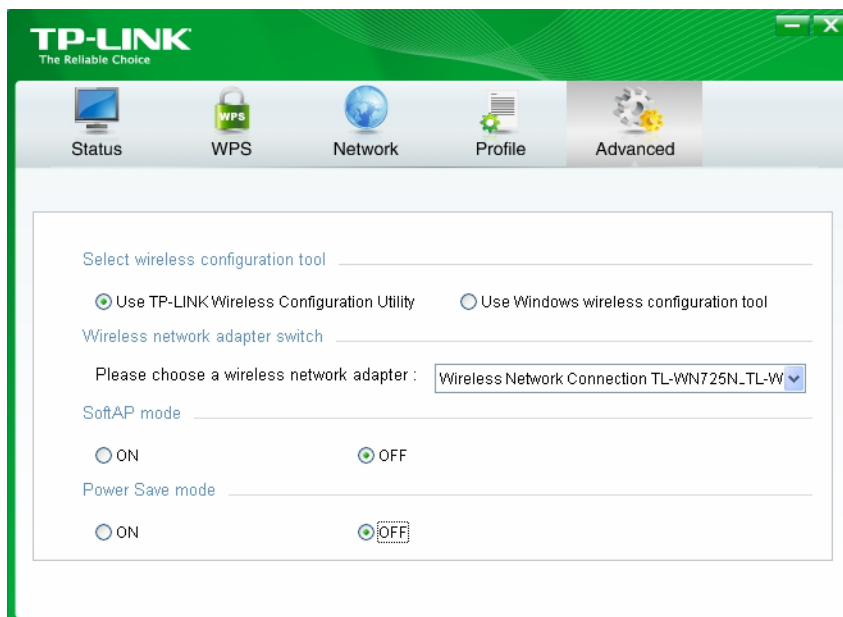 TP-LINK
The Reliable Choice
WPS
Status WPS Network Profile Advanced
Select wireless configuration tool
Use TP-LINK Wireless Configuration Utility Use Windows wireless configuration tool
Wireless network adapter switch
Please choose a wireless network adapter : Wireless Network Connection TL-WN725N_TL-W
SoftAP mode
ON OFF
Power Save mode
ON OFF